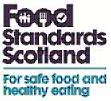 Food
Standards
Scotland
For safe food and
healthy eating